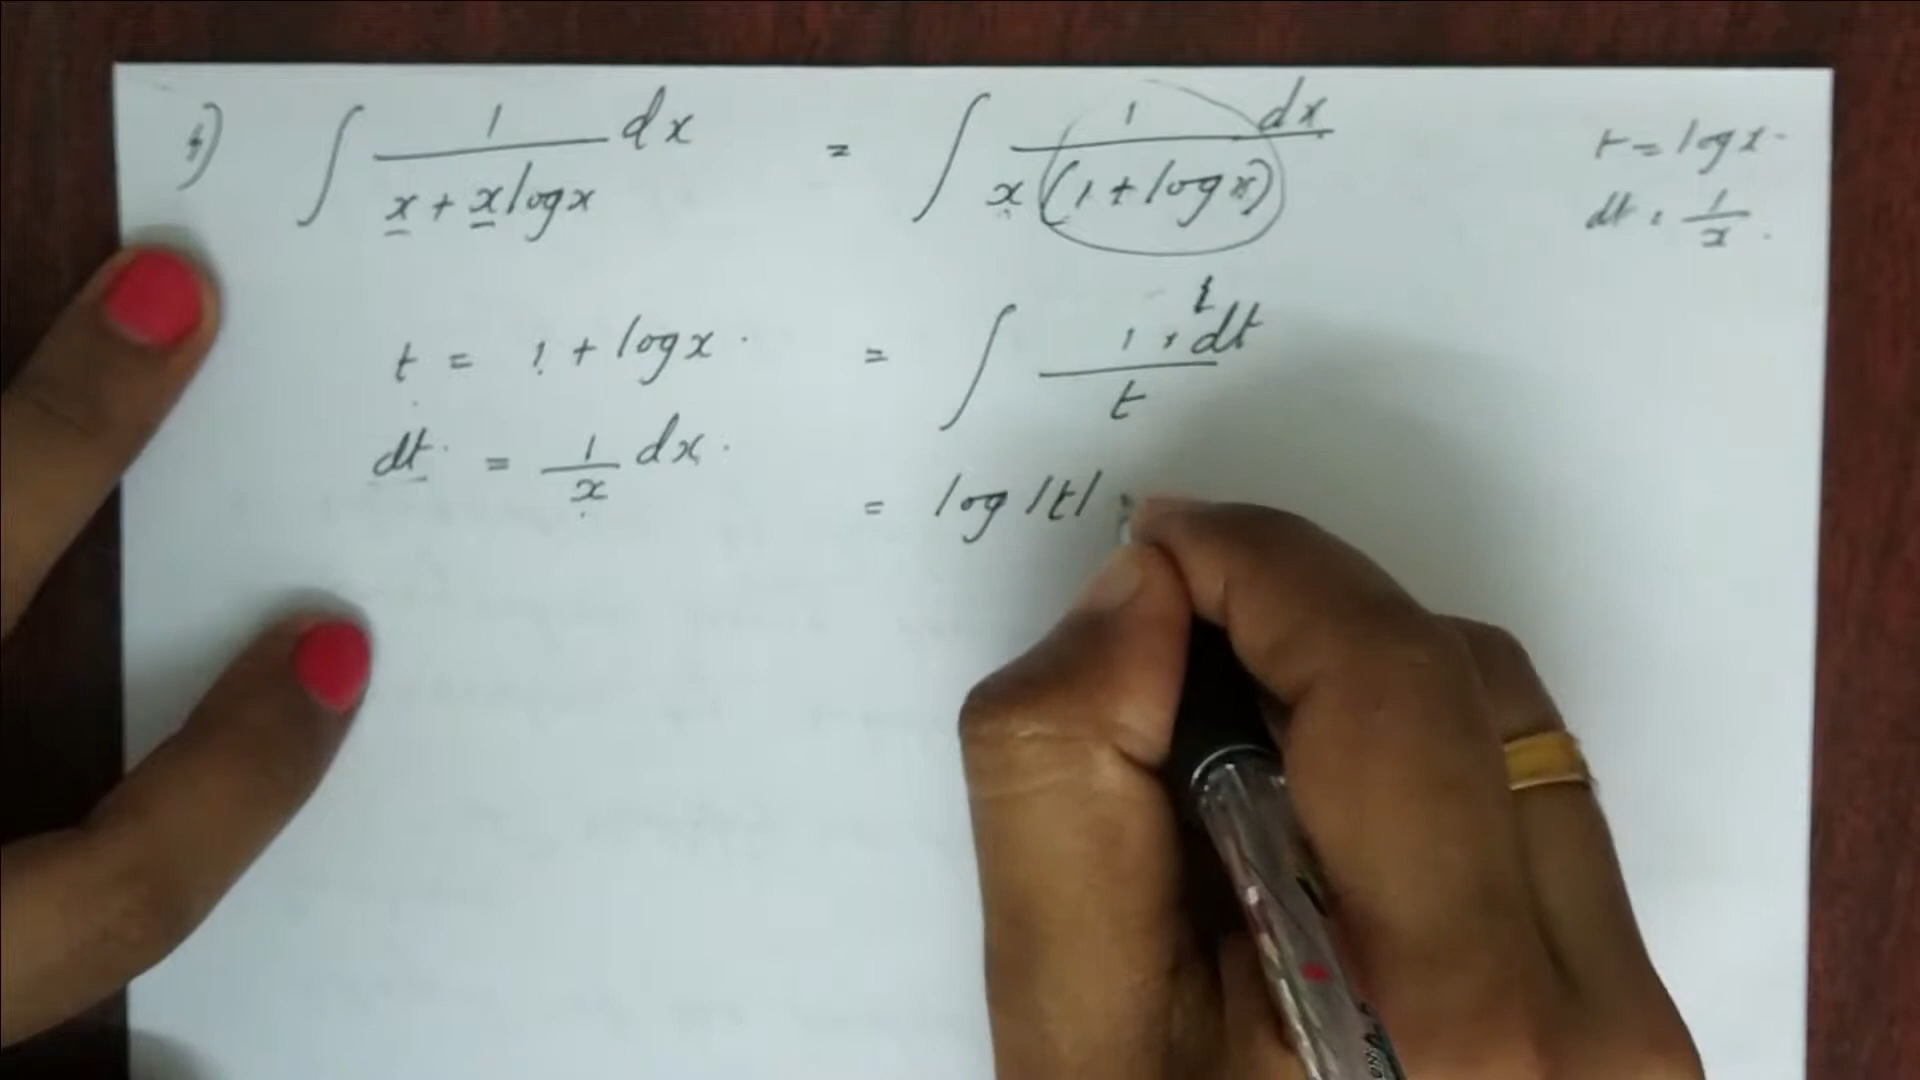 4) ∫ 1/(x + x log x) dx = ∫ 1 dx/(x(1 + log x))
t = log x
dt = 1/x
t = 1 + log x = ∫ 1 · dt/t
dt = 1/x dx
= log |t|